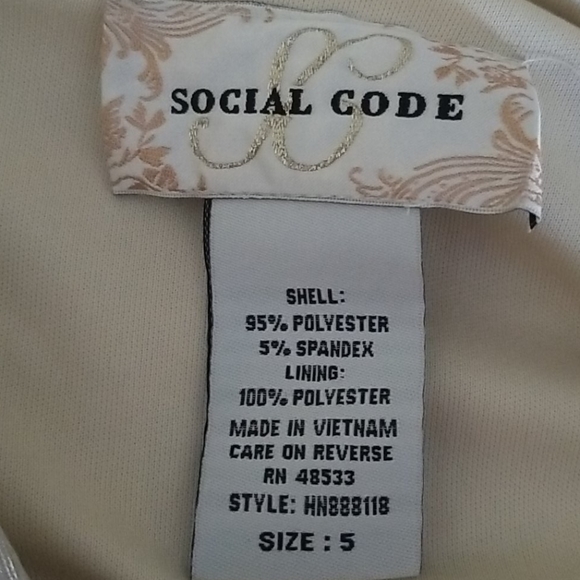 SC
SOCIAL CODE
SHELL:
95% POLYESTER
5% SPANDEX
LINING:
100% POLYESTER
MADE IN VIETNAM
CARE ON REVERSE
RN 48533
STYLE: HN888118
SIZE : 5